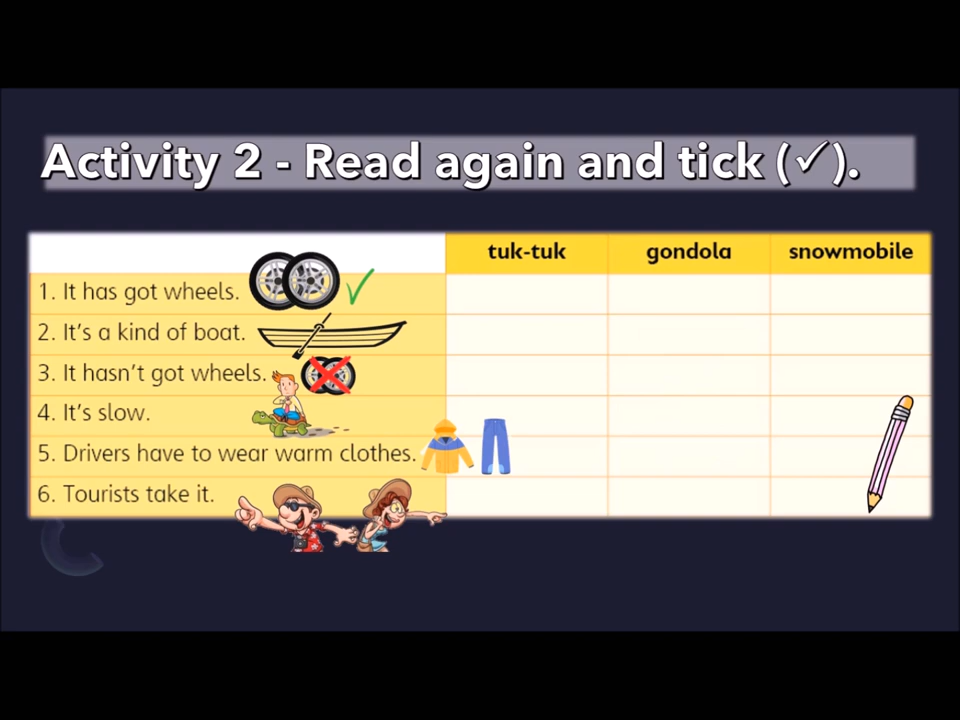 Activity 2 - Read again and tick (✓).
tuk-tuk gondola snowmobile
1. It has got wheels.
2. It's a kind of boat.
3. It hasn't got wheels.
4. It's slow.
5. Drivers have to wear warm clothes.
6. Tourists take it.